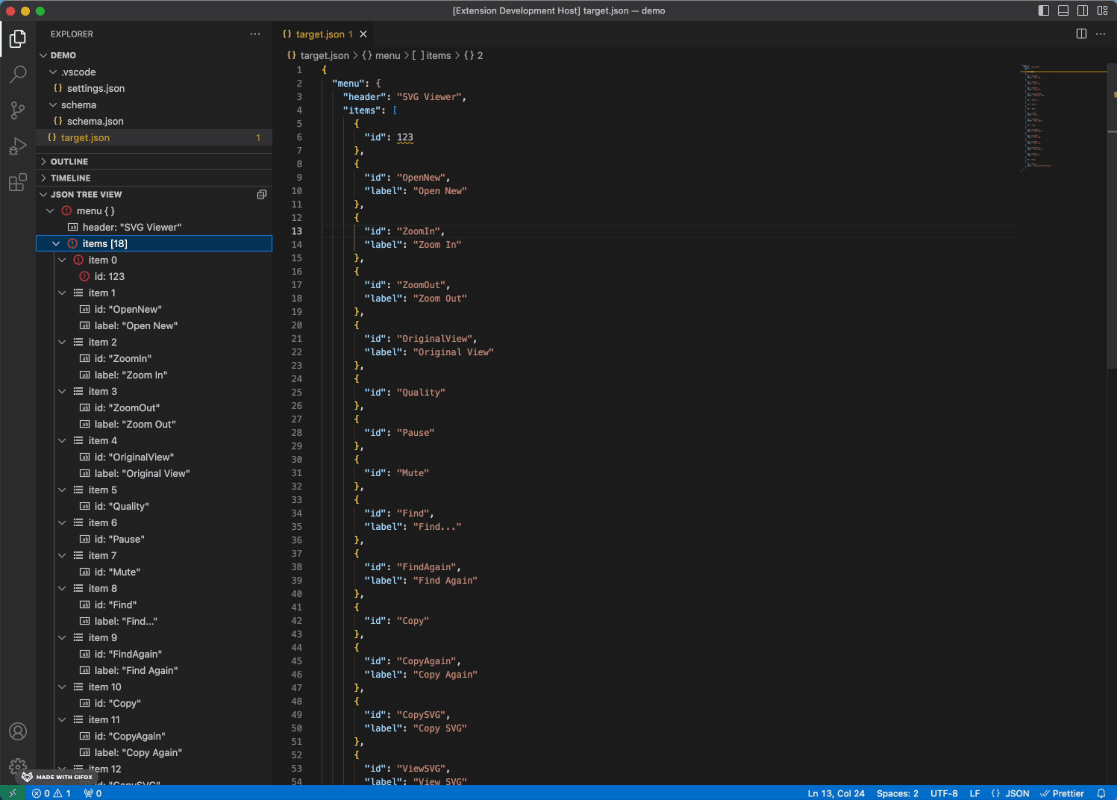 [Extension Development Host] target.json — demo
EXPLORER
DEMO
.vscode
{} settings.json
schema
{} schema.json
{} target.json 1
OUTLINE
TIMELINE
JSON TREE VIEW
menu { }
header: "SVG Viewer"
items [18]
item 0
id: 123
item 1
id: "OpenNew"
label: "Open New"
item 2
id: "ZoomIn"
label: "Zoom In"
item 3
id: "ZoomOut"
label: "Zoom Out"
item 4
id: "OriginalView"
label: "Original View"
item 5
id: "Quality"
item 6
id: "Pause"
item 7
id: "Mute"
item 8
id: "Find"
label: "Find..."
item 9
id: "FindAgain"
label: "Find Again"
item 10
id: "Copy"
item 11
id: "CopyAgain"
label: "Copy Again"
item 12
id: "CopySVG"
MADE WITH GIFOX
{} target.json 1
{} target.json > {} menu > [ ] items > {} 2
1 {
2 "menu": {
3 "header": "SVG Viewer",
4 "items": [
5 {
6 "id": 123
7 },
8 {
9 "id": "OpenNew",
10 "label": "Open New"
11 },
12 {
13 "id": "ZoomIn",
14 "label": "Zoom In"
15 },
16 {
17 "id": "ZoomOut",
18 "label": "Zoom Out"
19 },
20 {
21 "id": "OriginalView",
22 "label": "Original View"
23 },
24 {
25 "id": "Quality"
26 },
27 {
28 "id": "Pause"
29 },
30 {
31 "id": "Mute"
32 },
33 {
34 "id": "Find",
35 "label": "Find..."
36 },
37 {
38 "id": "FindAgain",
39 "label": "Find Again"
40 },
41 {
42 "id": "Copy"
43 },
44 {
45 "id": "CopyAgain",
46 "label": "Copy Again"
47 },
48 {
49 "id": "CopySVG",
50 "label": "Copy SVG"
51 },
52 {
53 "id": "ViewSVG",
54 "label": "View SVG"
0 1 0 Ln 13, Col 24 Spaces: 2 UTF-8 LF {} JSON Prettier